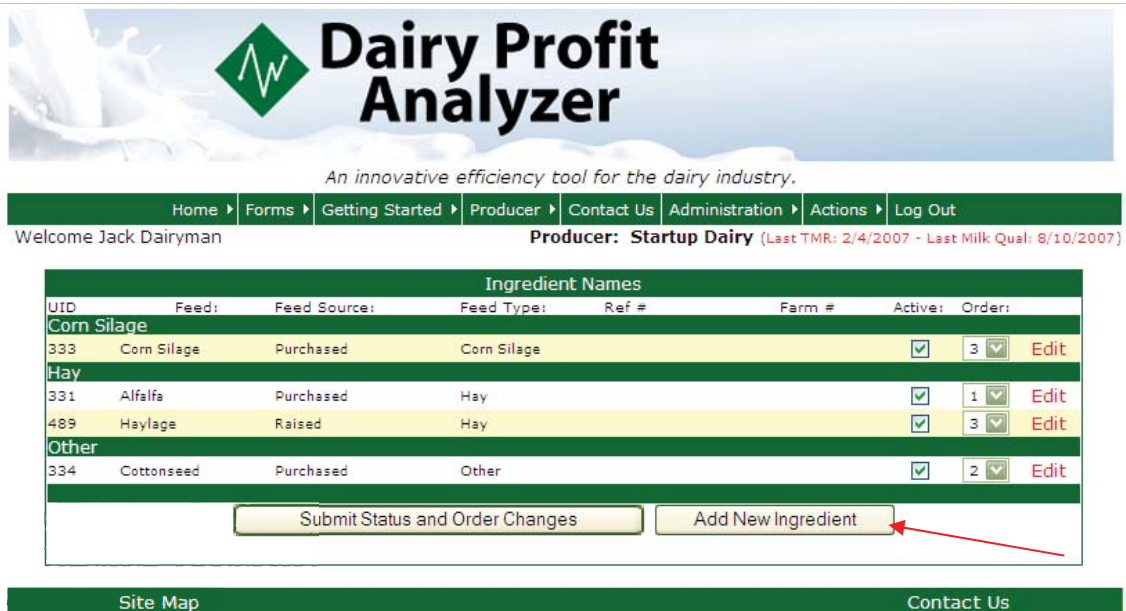 Dairy Profit
Analyzer
An innovative efficiency tool for the dairy industry.
Home Forms Getting Started Producer Contact Us Administration Actions Log Out
Welcome Jack Dairyman Producer: Startup Dairy (Last TMR: 2/4/2007 - Last Milk Qual: 8/10/2007)
Ingredient Names
UID Feed: Feed Source: Feed Type: Ref # Farm # Active: Order:
Corn Silage
333 Corn Silage Purchased Corn Silage 3 Edit
Hay
331 Alfalfa Purchased Hay 1 Edit
489 Haylage Raised Hay 3 Edit
Other
334 Cottonseed Purchased Other 2 Edit
Submit Status and Order Changes Add New Ingredient
Site Map Contact Us